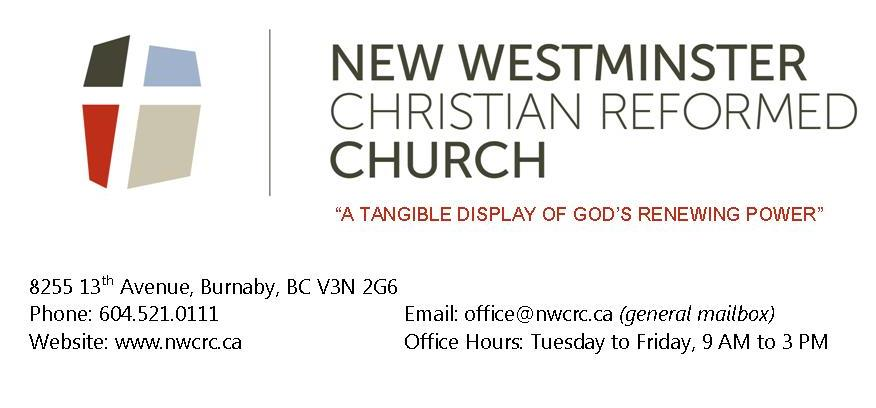 NEW WESTMINSTER
CHRISTIAN REFORMED
CHURCH
“A TANGIBLE DISPLAY OF GOD’S RENEWING POWER”
8255 13th Avenue, Burnaby, BC V3N 2G6
Phone: 604.521.0111 Email: office@nwcrc.ca (general mailbox)
Website: www.nwcrc.ca Office Hours: Tuesday to Friday, 9 AM to 3 PM